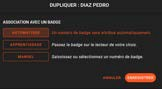 DUPLIQUER : DIAZ PEDRO
ASSOCIATION AVEC UN BADGE
AUTOMATIQUE Un numéro de badge sera attribué automatiquement.
APPRENTISSAGE Passez le badge sur le lecteur de votre choix.
MANUEL Saisissez ou sélectionnez un numéro de badge.
ANNULER ENREGISTRER